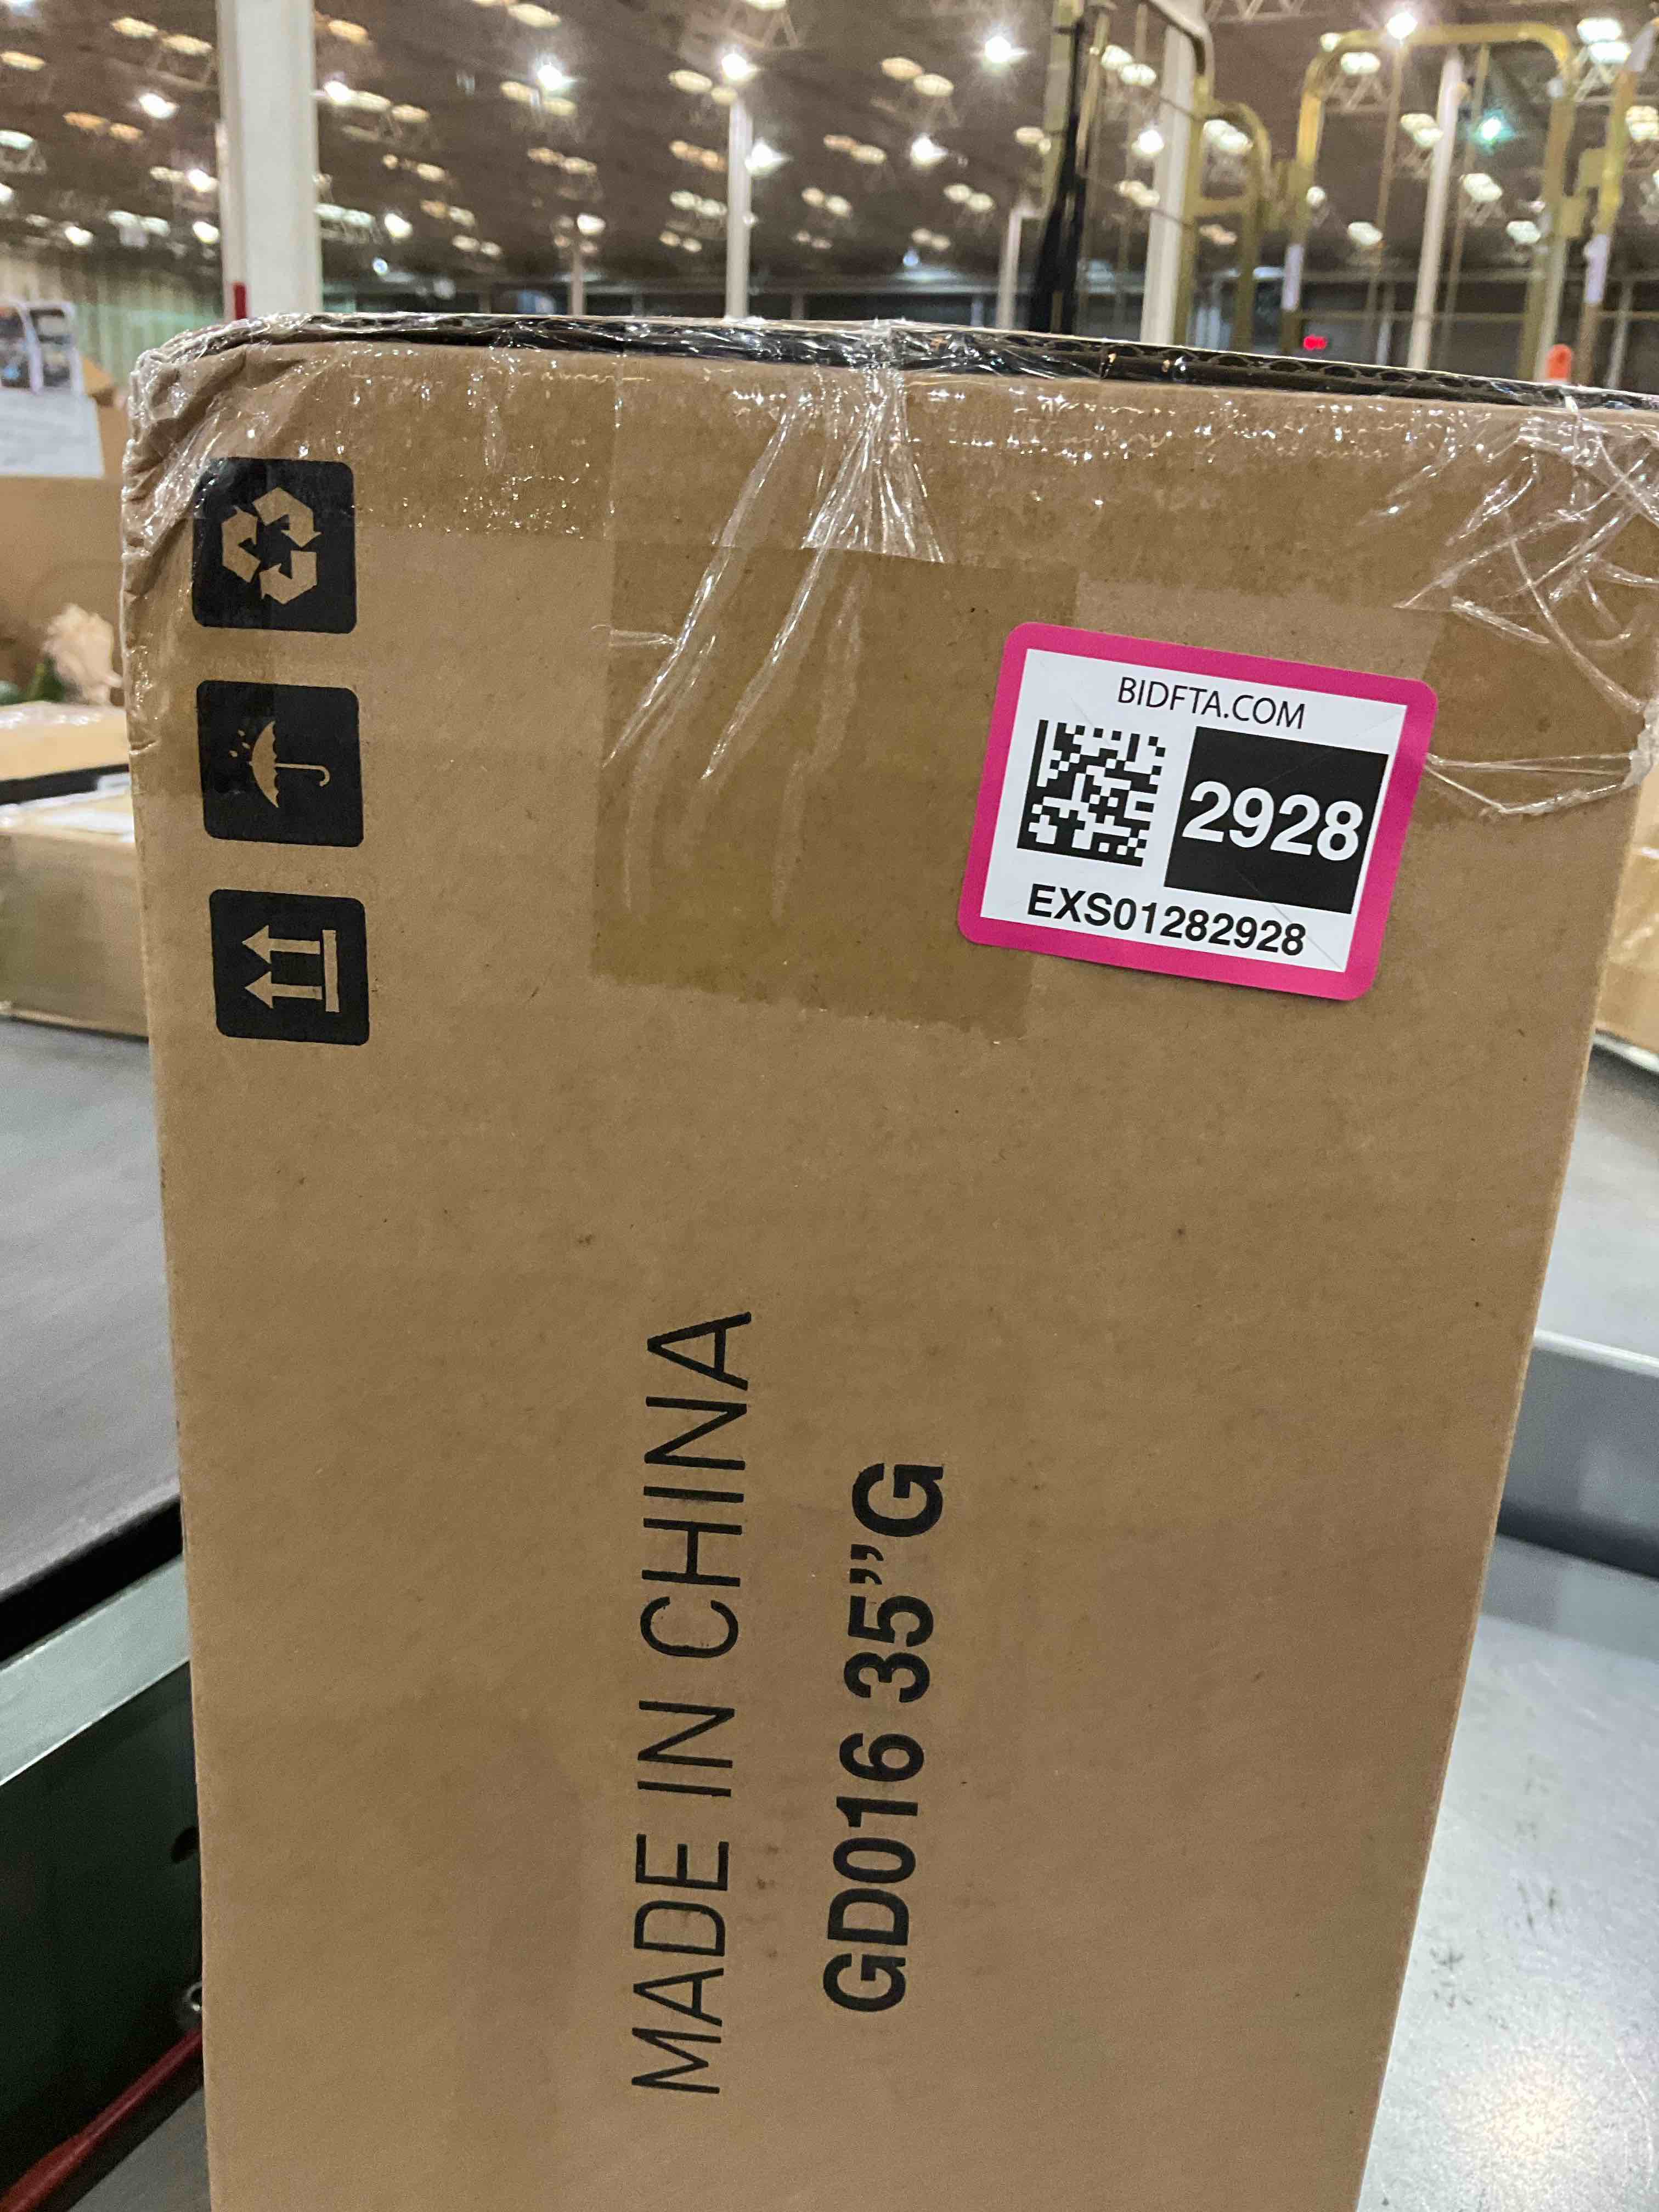 BIDFTA.COM
2928
EXS01282928
MADE IN CHINA
GD016 35”G